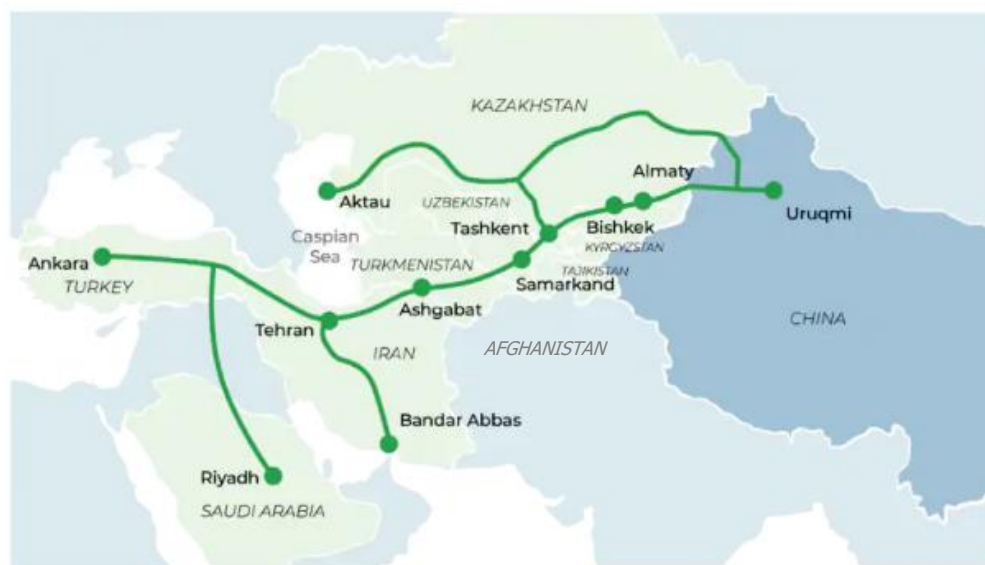 KAZAKHSTAN
Almaty
Aktau
UZBEKISTAN
Uruqmi
Tashkent
Bishkek
Caspian
Sea
KYRGYZSTAN
Ankara
TURKMENISTAN
TAJIKISTAN
TURKEY
Samarkand
Ashgabat
CHINA
Tehran
IRAN
AFGHANISTAN
Bandar Abbas
Riyadh
SAUDI ARABIA